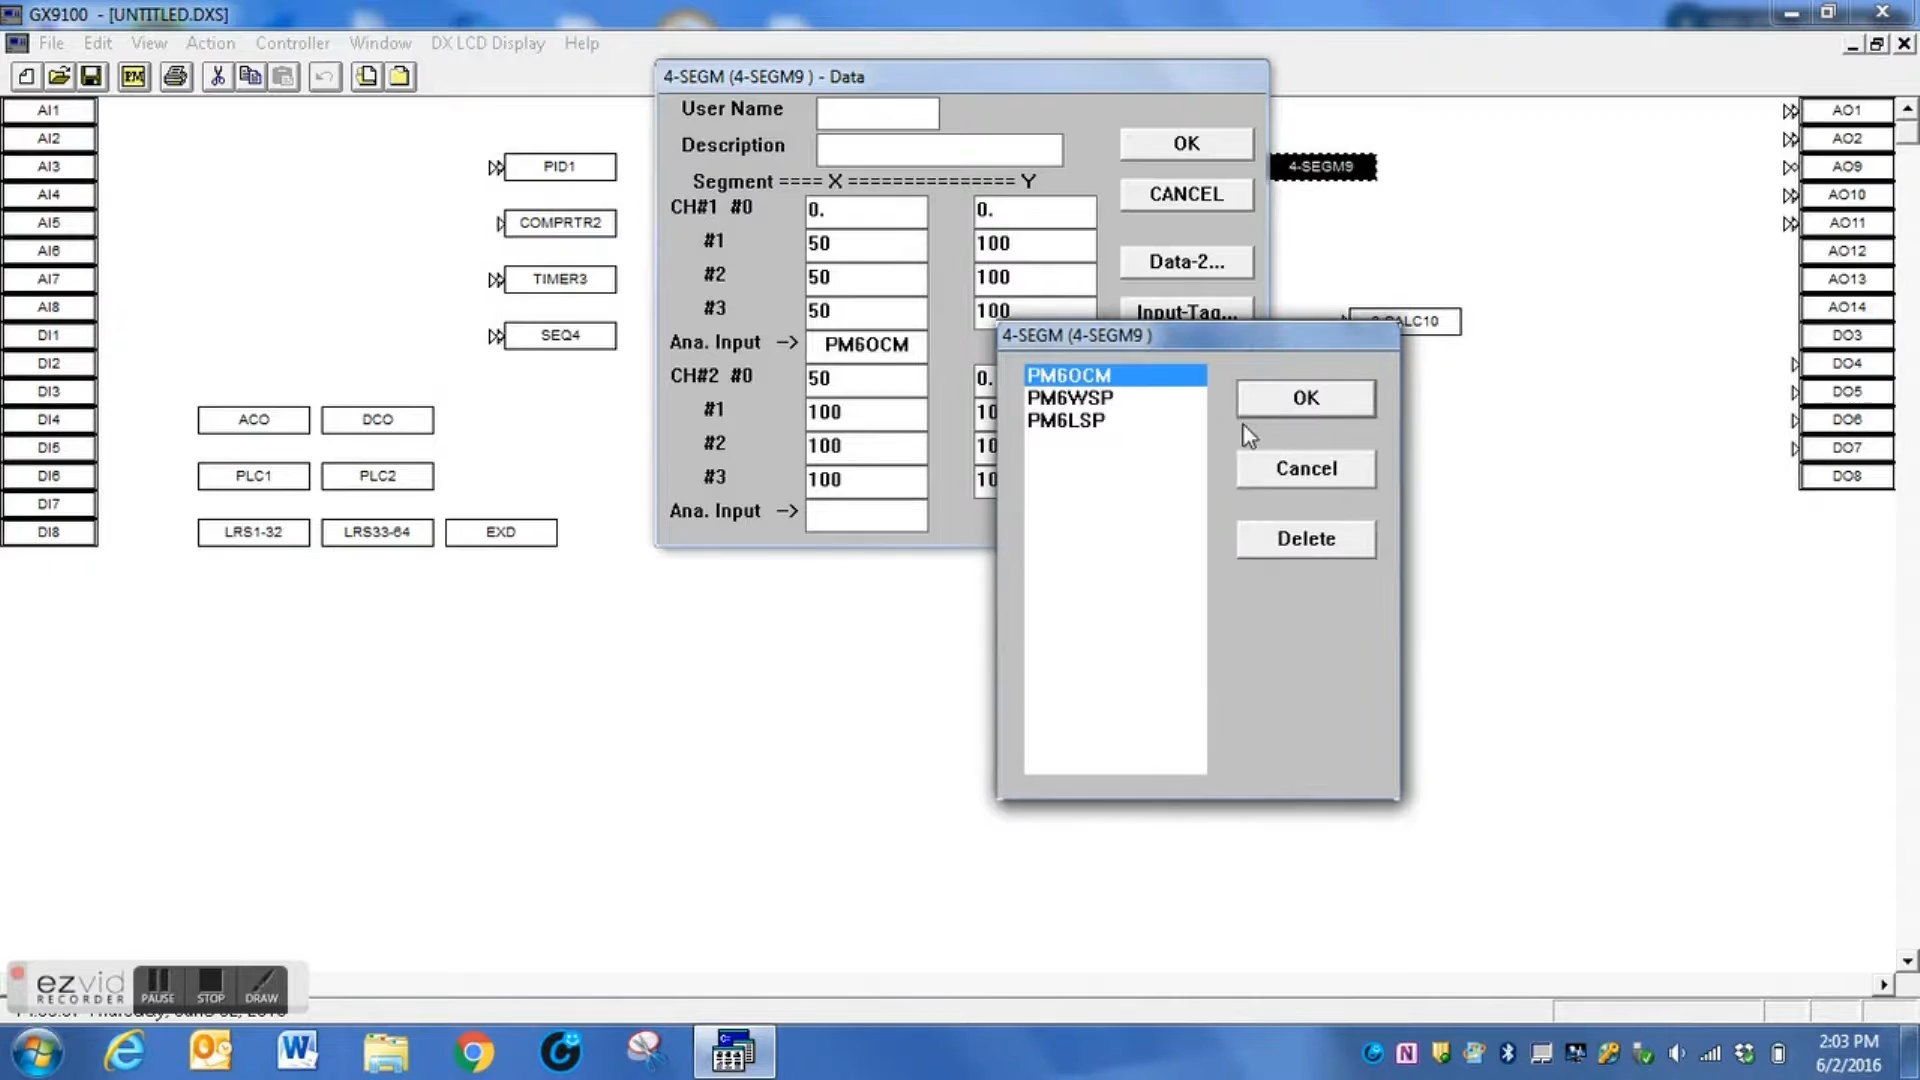 GX9100 - [UNTITLED.DXS]
File Edit View Action Controller Window DX LCD Display Help
PM
AI1
AI2
AI3
AI4
AI5
AI6
AI7
AI8
DI1
DI2
DI3
DI4
DI5
DI6
DI7
DI8
PID1
COMPRTR2
TIMER3
SEQ4
ACO DCO
PLC1 PLC2
LRS1-32 LRS33-64 EXD
4-SEGM (4-SEGM9 ) - Data
User Name
Description
Segment ==== X =============== Y
CH#1 #0 0. 0.
#1 50 100
#2 50 100
#3 50 100
Ana. Input -> PM6OCM
CH#2 #0 50 0.
#1 100 10
#2 100 10
#3 100 10
Ana. Input ->
OK
CANCEL
Data-2...
Input-Tag...
4-SEGM9
4-SEGM (4-SEGM9 )
PM6OCM
PM6WSP
PM6LSP
OK
Cancel
Delete
AO1
AO2
AO9
AO10
AO11
AO12
AO13
AO14
DO3
DO4
DO5
DO6
DO7
DO8
ezvid
RECORDER
PAUSE STOP DRAW
2:03 PM
6/2/2016